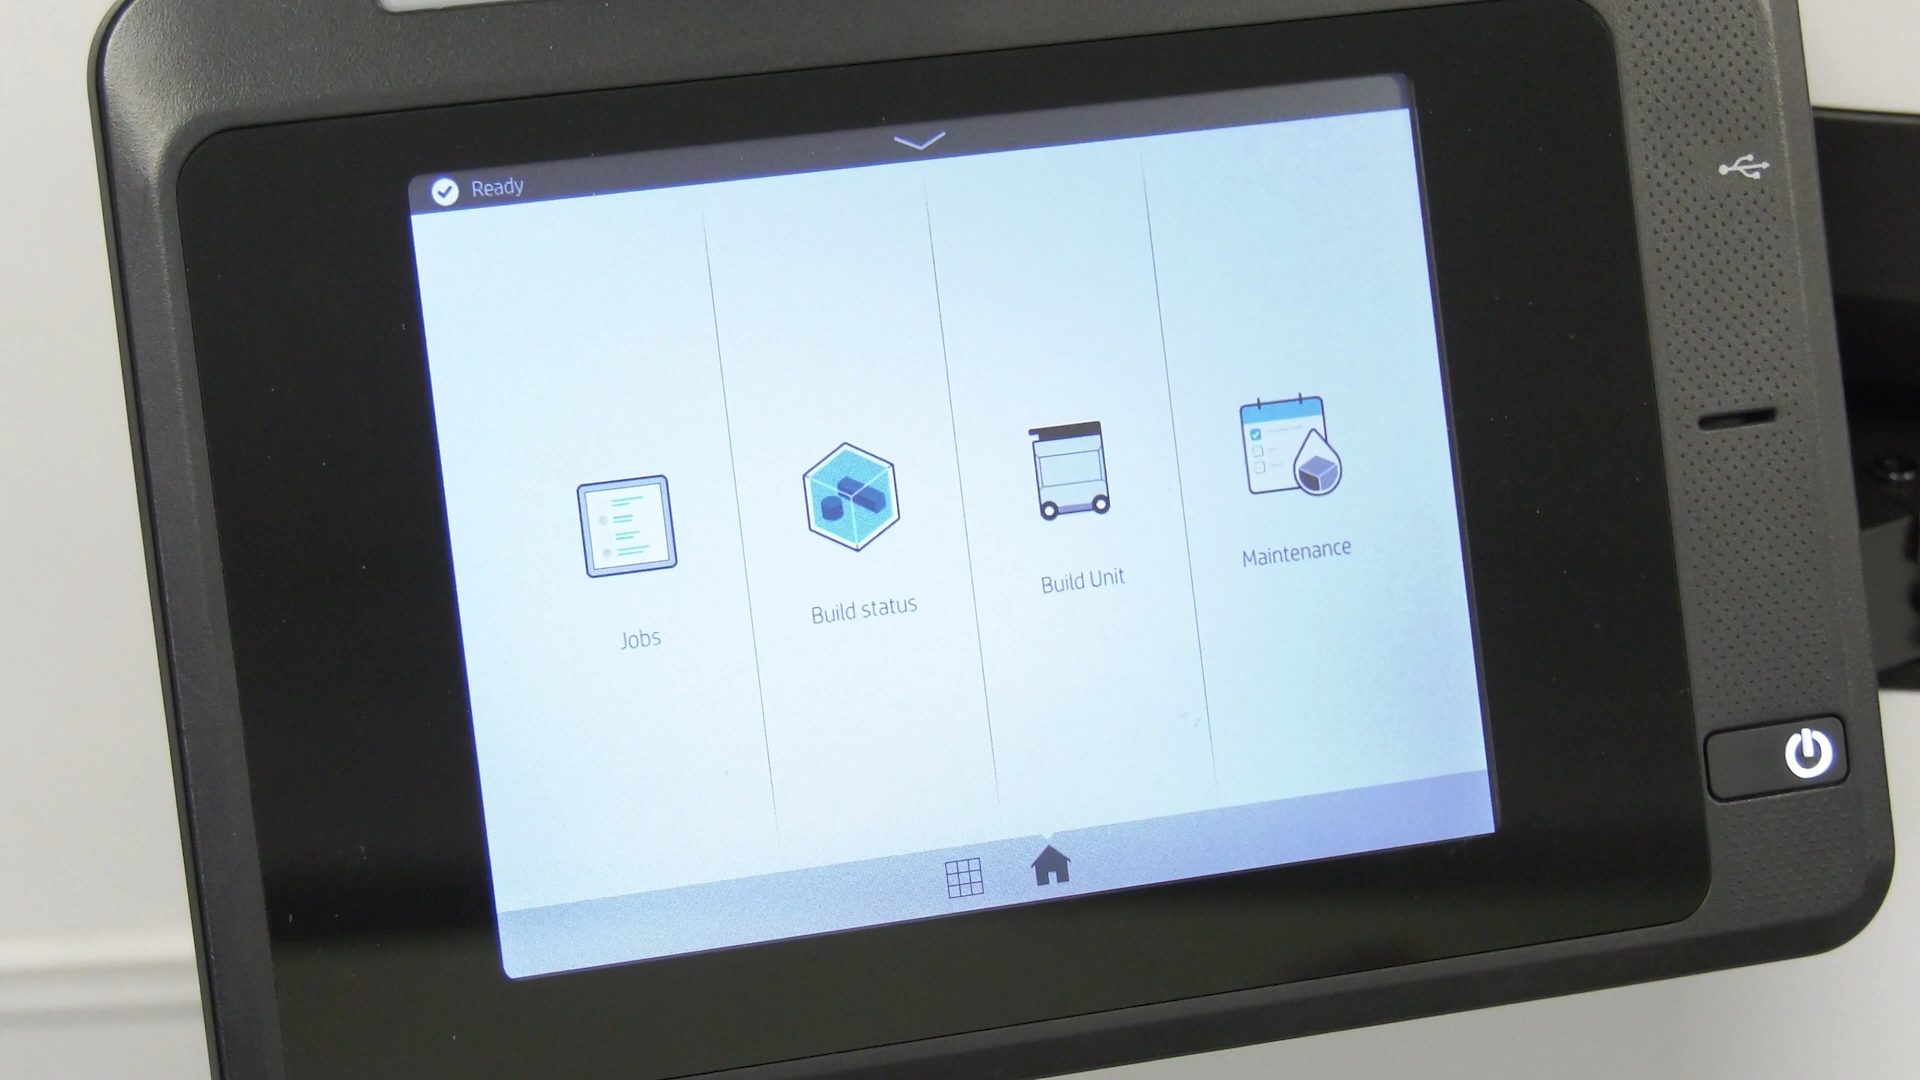 Ready
Jobs
Build status
Build Unit
Maintenance